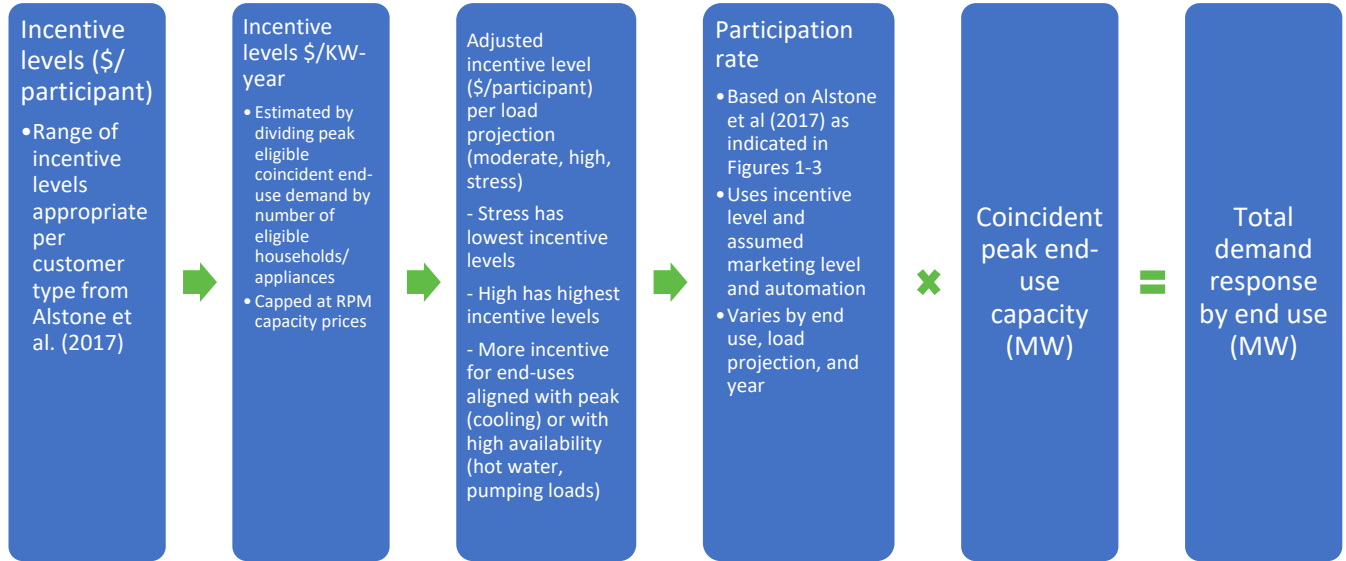 Incentive
levels ($/
participant)
•Range of
incentive
levels
appropriate
per
customer
type from
Alstone et
al. (2017)
Incentive
levels $/KW-
year
• Estimated by
dividing peak
eligible
coincident end-
use demand by
number of
eligible
households/
appliances
• Capped at RPM
capacity prices
Adjusted
incentive level
($/participant)
per load
projection
(moderate, high,
stress)
- Stress has
lowest incentive
levels
- High has highest
incentive levels
- More incentive
for end-uses
aligned with peak
(cooling) or with
high availability
(hot water,
pumping loads)
Participation
rate
•Based on Alstone
et al (2017) as
indicated in
Figures 1-3
•Uses incentive
level and
assumed
marketing level
and automation
•Varies by end
use, load
projection, and
year
×
Coincident
peak end-
use
capacity
(MW)
=
Total
demand
response
by end use
(MW)